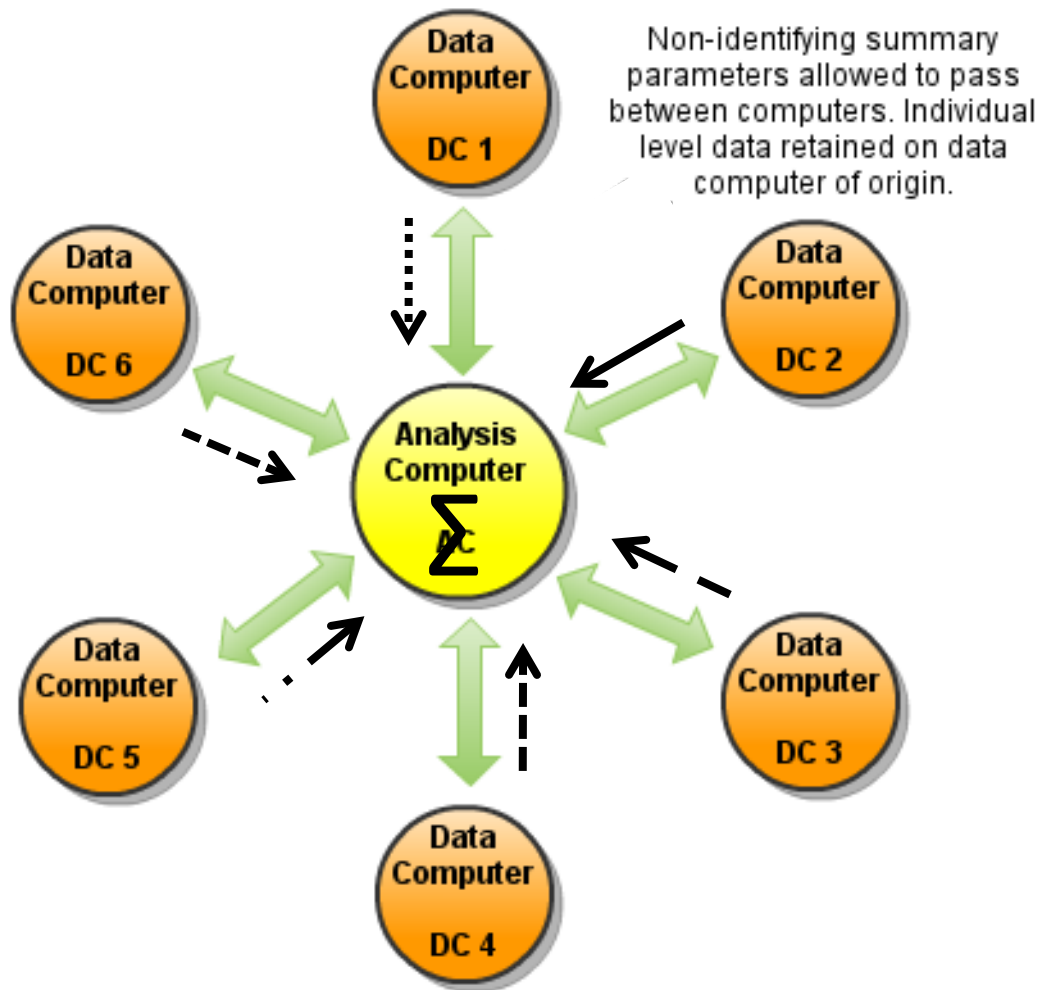 Data
Computer
DC 1
Non-identifying summary
parameters allowed to pass
between computers. Individual
level data retained on data
computer of origin.
Data
Computer
DC 6
Data
Computer
DC 2
Analysis
Computer
AC
Σ
Data
Computer
DC 5
Data
Computer
DC 3
Data
Computer
DC 4